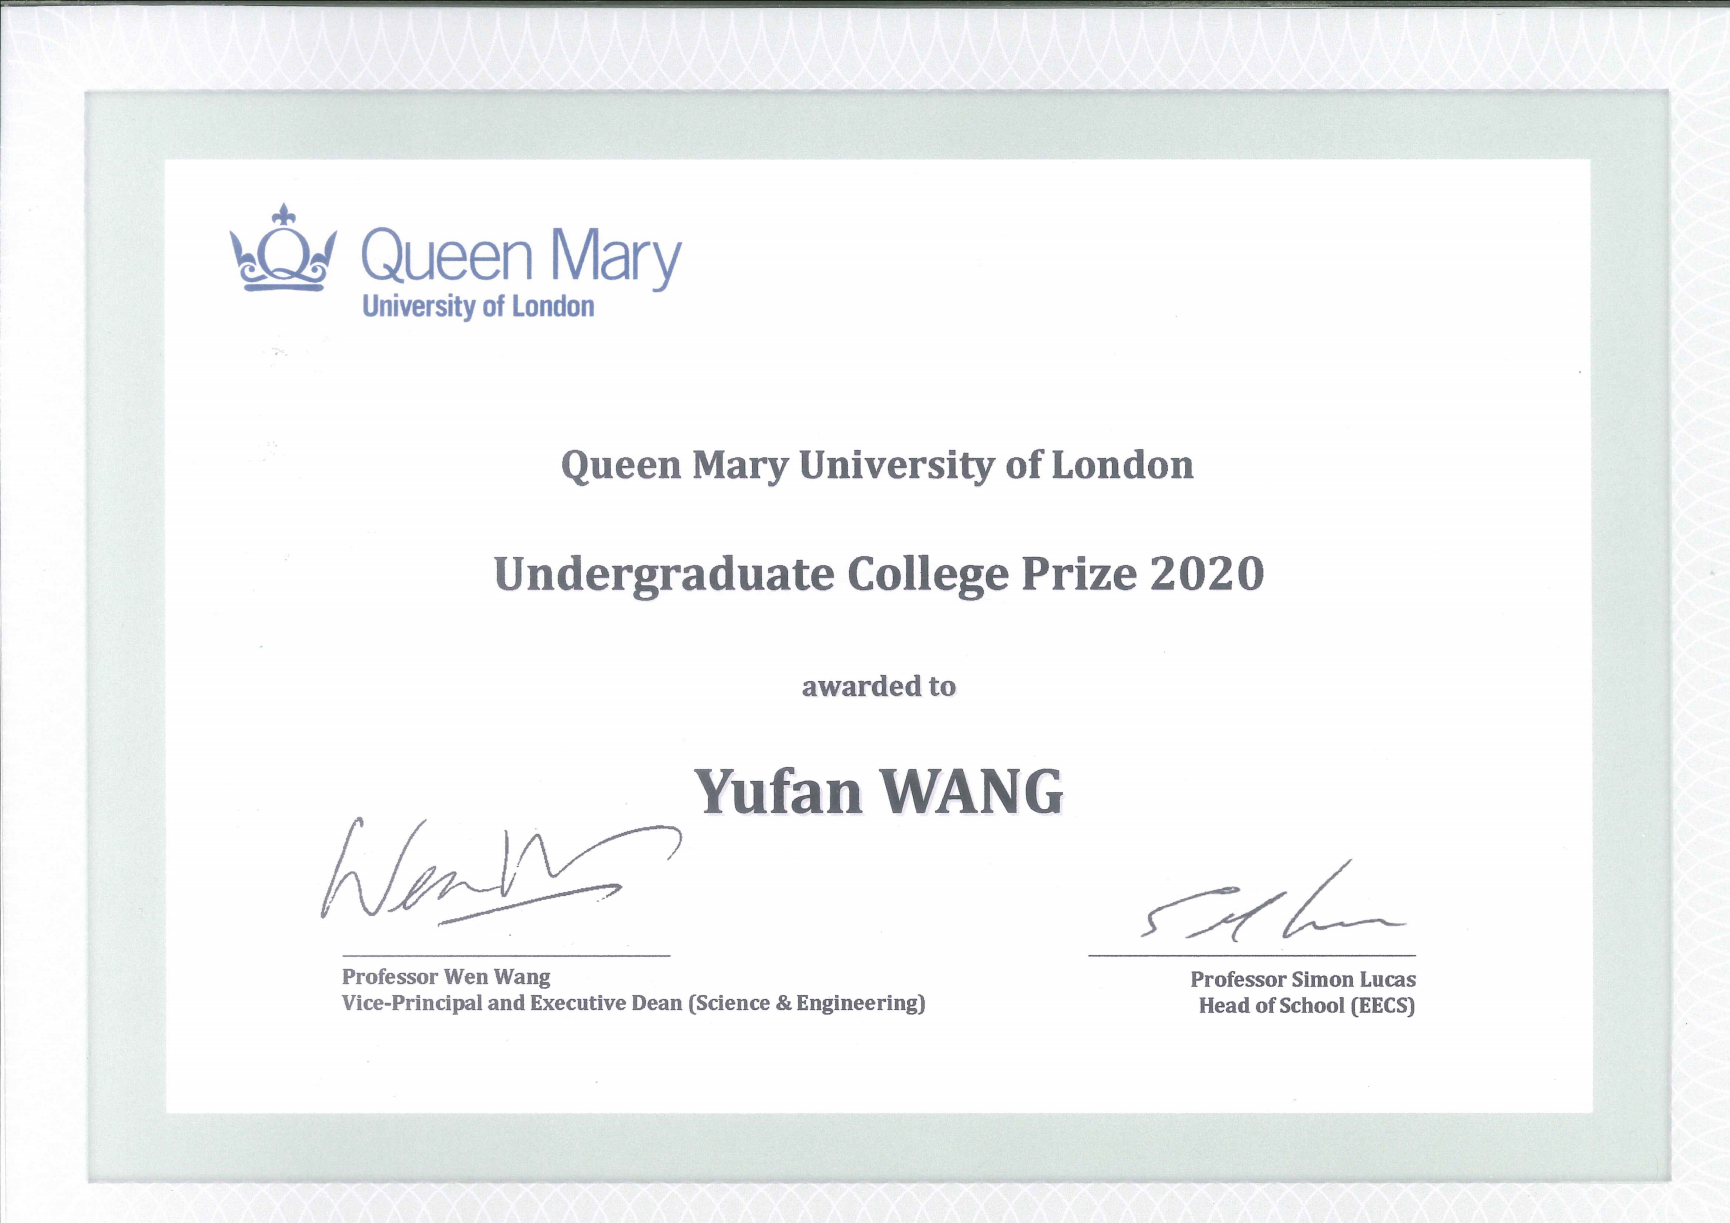 Queen Mary
University of London
Queen Mary University of London
Undergraduate College Prize 2020
awarded to
Yufan WANG
Wen W
Professor Wen Wang
Vice-Principal and Executive Dean (Science & Engineering)
Professor Simon Lucas
Head of School (EECS)